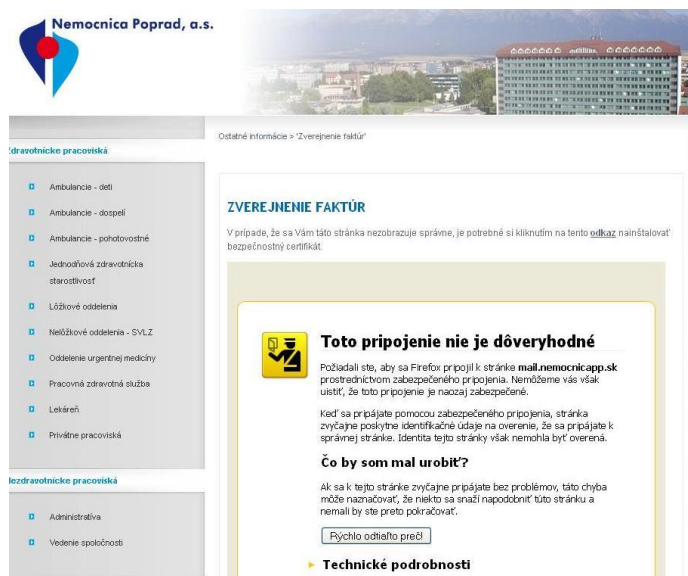 Nemocnica Poprad, a.s.
Ostatné informácie > 'Zverejnenie faktúr'
Zdravotnícke pracoviská
Ambulancie - deti
Ambulancie - dospelí
Ambulancie - pohotovostné
Jednodňová zdravotnícka
starostlivosť
Lôžkové oddelenia
Nelôžkové oddelenia - SVLZ
Oddelenie urgentnej medicíny
Pracovná zdravotná služba
Lekáreň
Privátne pracoviská
Nezdravotnícke pracoviská
Administratíva
Vedenie spoločnosti
ZVEREJNENIE FAKTÚR
V prípade, že sa Vám táto stránka nezobrazuje správne, je potrebné si kliknutím na tento odkaz nainštalovať
bezpečnostný certifikát.
Toto pripojenie nie je dôveryhodné
Požiadali ste, aby sa Firefox pripojil k stránke mail.nemocnicapp.sk
prostredníctvom zabezpečeného pripojenia. Nemôžeme vás však
uistiť, že toto pripojenie je naozaj zabezpečené.
Keď sa pripájate pomocou zabezpečeného pripojenia, stránka
zvyčajne poskytne identifikačné údaje na overenie, že sa pripájate k
správnej stránke. Identita tejto stránky však nemohla byť overená.
Čo by som mal urobiť?
Ak sa k tejto stránke zvyčajne pripájate bez problémov, táto chyba
môže naznačovať, že niekto sa snaží napodobniť túto stránku a
nemali by ste preto pokračovať.
Rýchlo odtiaľto preč!
Technické podrobnosti